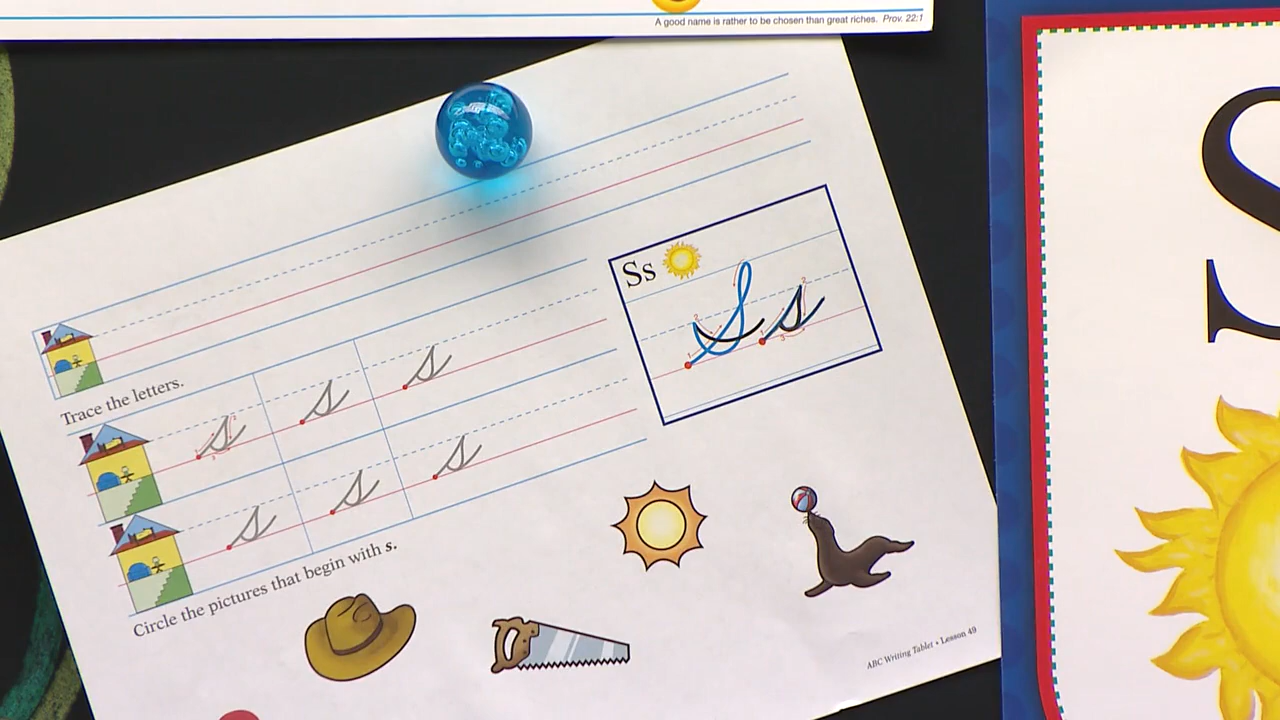 A good name is rather to be chosen than great riches. Prov. 22:1
S
Ss
S s
Trace the letters.
s s s
s s s
Circle the pictures that begin with s.
ABC Writing Tablet • Lesson 49